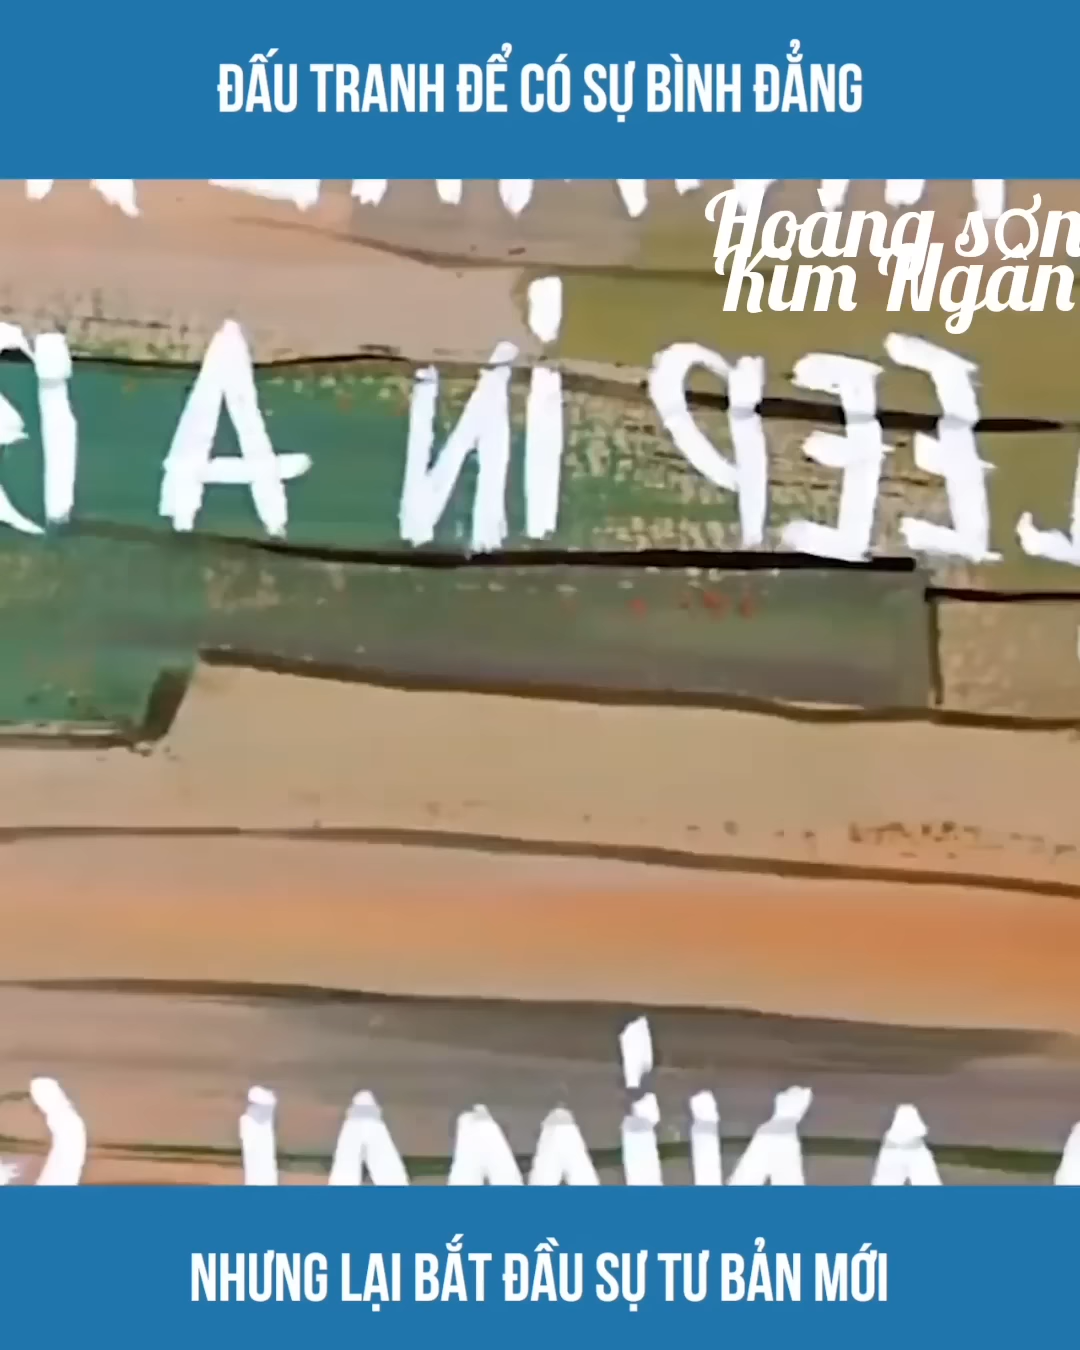 ĐẤU TRANH ĐỂ CÓ SỰ BÌNH ĐẲNG
Hoàng sơn
Kim Ngân
A IN
NHƯNG LẠI BẮT ĐẦU SỰ TƯ BẢN MỚI